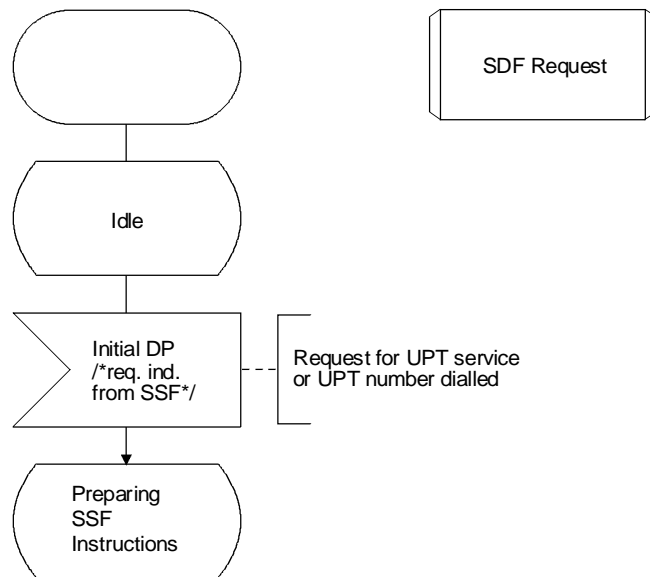 SDF Request
Idle
Initial DP
/*req. ind.
from SSF*/
Request for UPT service
or UPT number dialled
Preparing
SSF
Instructions